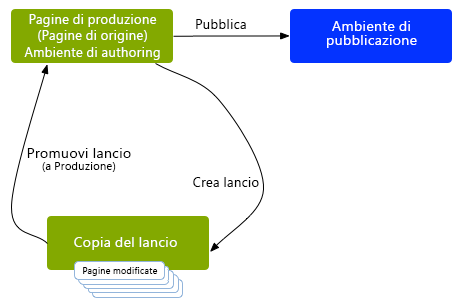 Pagine di produzione
(Pagine di origine)
Ambiente di authoring
Pubblica
Ambiente di
pubblicazione
Promuovi lancio
(a Produzione)
Crea lancio
Copia del lancio
Pagine modificate